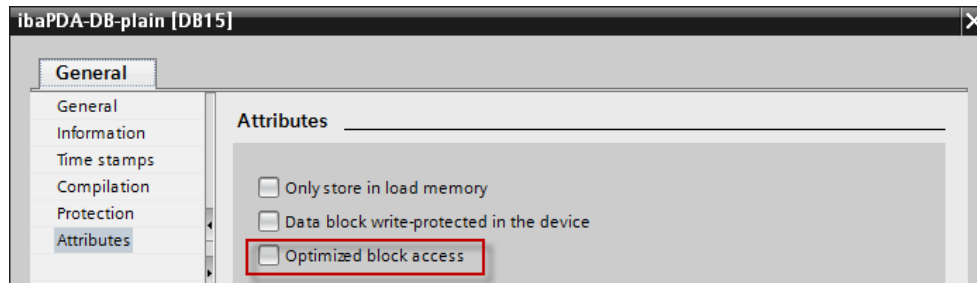 ibaPDA-DB-plain [DB15]
General
General
Information
Time stamps
Compilation
Protection
Attributes
Attributes
Only store in load memory
Data block write-protected in the device
Optimized block access